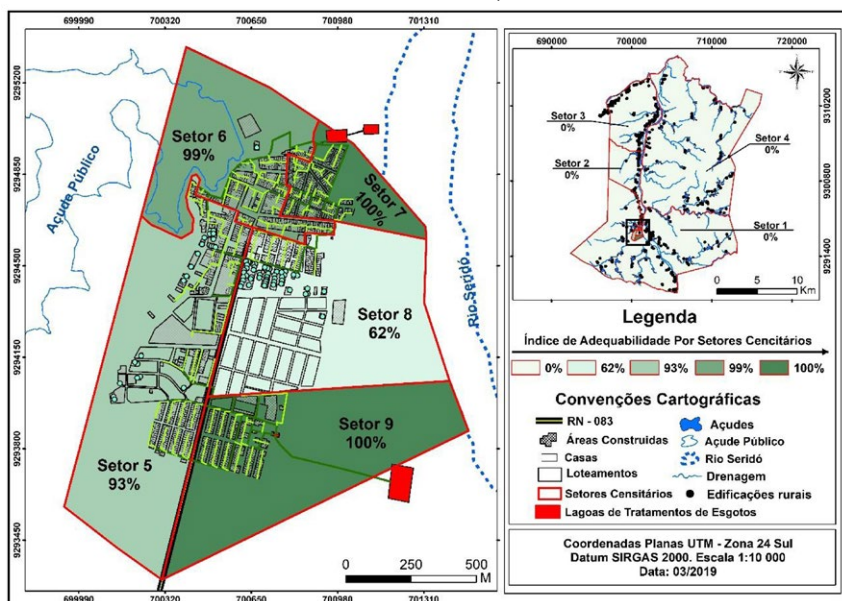 699990 700320 700650 700980 701310
9295200
9294850
9294500
9294150
9293800
9293450
Açude Público
Setor 6
99%
Setor 7
100%
Setor 8
62%
Rio Seridó
Setor 9
100%
Setor 5
93%
0 250 500
M
690000 700000 710000 720000
9310200
9300800
9291400
Setor 3
0%
Setor 4
0%
Setor 2
0%
Setor 1
0%
0 5 10
Km
Legenda
Índice de Adequabilidade Por Setores Cencitários
0% 62% 93% 99% 100%
Convenções Cartográficas
RN - 083
Áreas Construidas
Casas
Loteamentos
Setores Censitários
Lagoas de Tratamentos de Esgotos
Açudes
Açude Público
Rio Seridó
Drenagem
Edificações rurais
Coordenadas Planas UTM - Zona 24 Sul
Datum SIRGAS 2000. Escala 1:10 000
Data: 03/2019